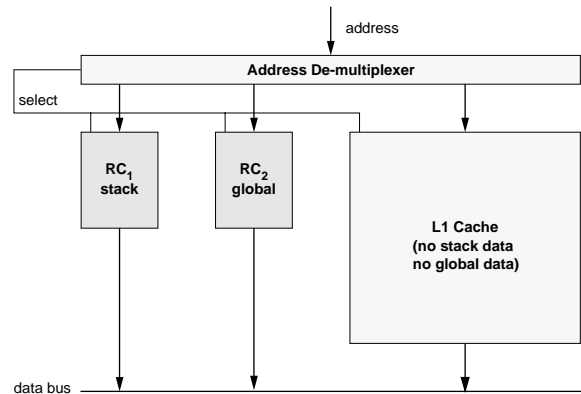 address
Address De-multiplexer
select
RC1
stack
RC2
global
L1 Cache
(no stack data
no global data)
data bus